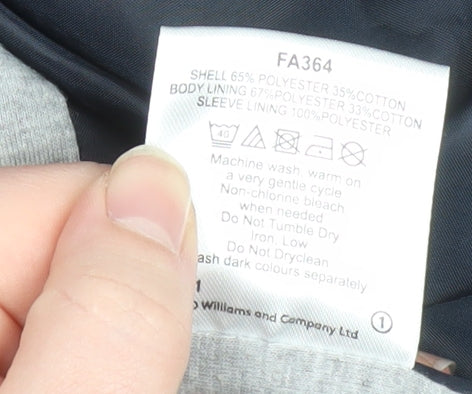 FA364
SHELL 65% POLYESTER 35%COTTON
BODY LINING 67%POLYESTER 33%COTTON
SLEEVE LINING 100%POLYESTER
40
Machine wash, warm on
a very gentle cycle
Non-chlorine bleach
when needed
Do Not Tumble Dry
Iron, Low
Do Not Dryclean
ash dark colours separately
1
Williams and Company Ltd
1